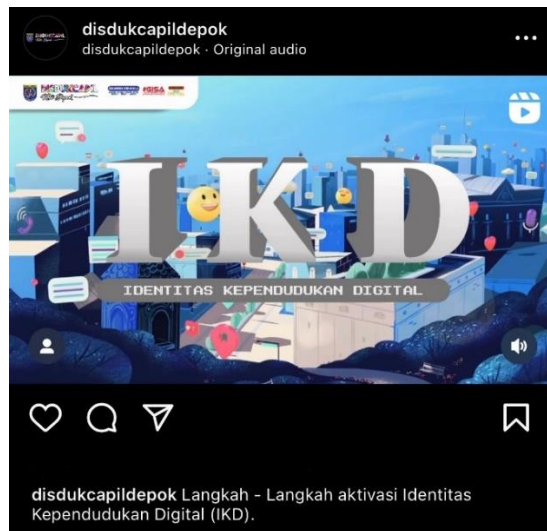 disdukcapildepok
disdukcapildepok · Original audio
IKD
IDENTITAS KEPENDUDUKAN DIGITAL
disdukcapildepok Langkah - Langkah aktivasi Identitas
Kependudukan Digital (IKD).